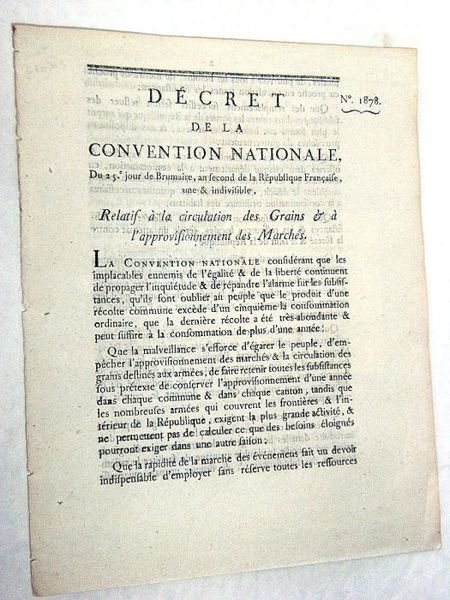 DÉCRET
N°. 1878.
DE LA
CONVENTION NATIONALE,
Du 25.e jour de Brumaire, an second de la République Française,
une & indivisible,
Relatif à la circulation des Grains & à
l'approvisionnement des Marchés.
LA CONVENTION NATIONALE considérant que les
implacables ennemis de l'égalité & de la liberté continuent
de propager l'inquiétude & de répandre l'alarme sur les subsis-
tances, qu'ils font oublier au peuple que le produit d'une
récolte commune excède d'un cinquième la consommation
ordinaire, que la dernière récolte a été très-abondante &
peut suffire à la consommation de plus d'une année;
Que la malveillance s'efforce d'égarer le peuple, d'em-
pêcher l'approvisionnement des marchés & la circulation des
grains destinés aux armées, de faire retenir toutes les subsistances
sous prétexte de conserver l'approvisionnement d'une année
dans chaque commune & dans chaque canton, tandis que
les nombreuses armées qui couvrent les frontières & l'in-
térieur de la République, exigent la plus grande activité, &
ne permettent pas de calculer ce que des besoins éloignés
pourront exiger dans une autre saison;
Que la rapidité de la marche des événemens fait un devoir
indispensable d'employer sans réserve toutes les ressources